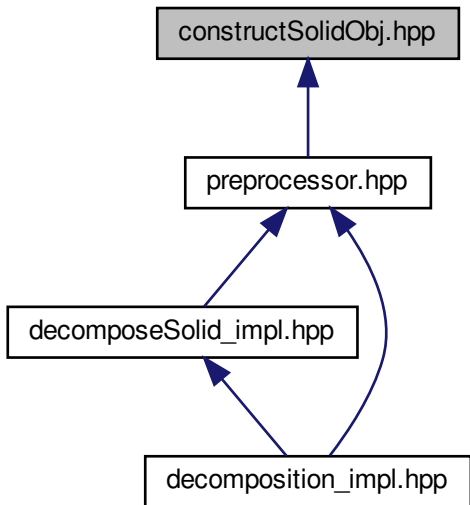 constructSolidObj.hpp
preprocessor.hpp
decomposeSolid_impl.hpp
decomposition_impl.hpp